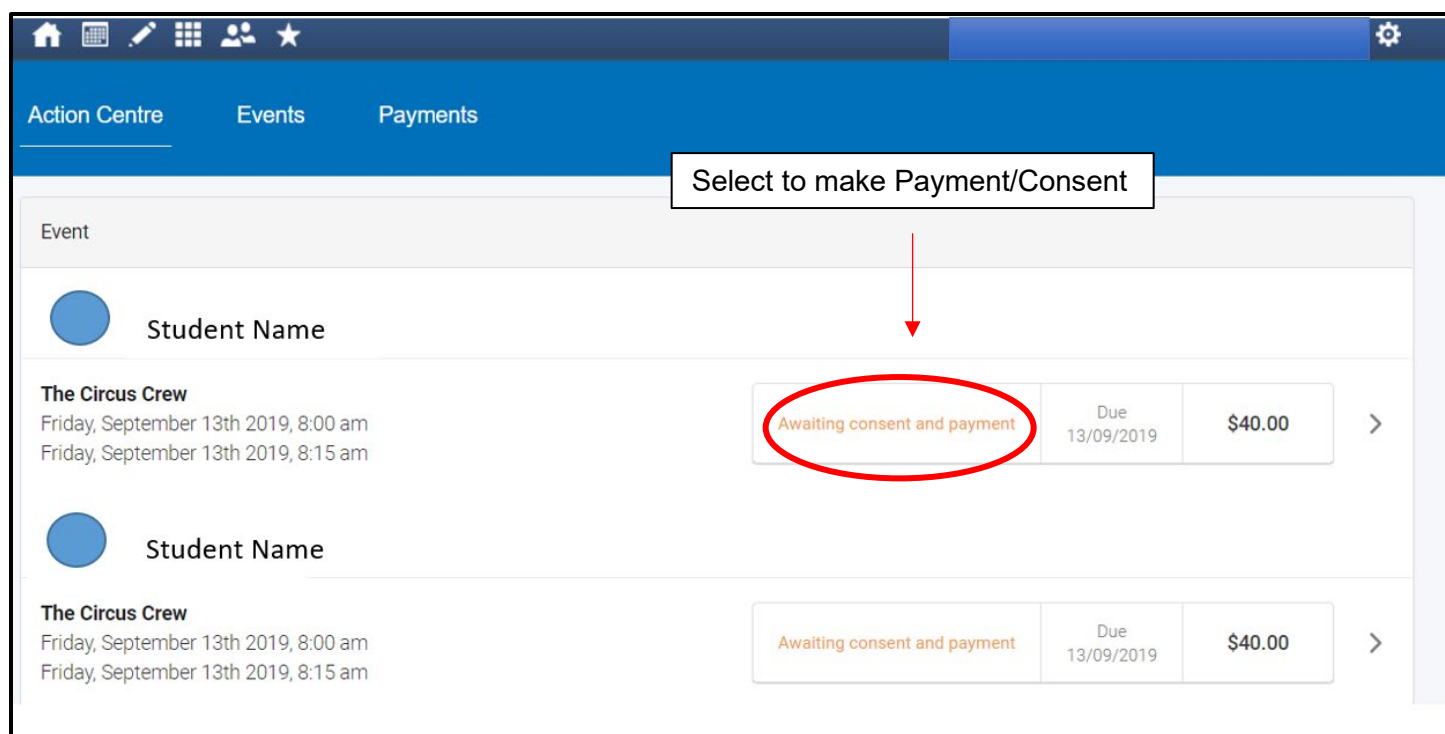 Action Centre Events Payments
Select to make Payment/Consent
Event
Student Name
The Circus Crew
Friday, September 13th 2019, 8:00 am
Friday, September 13th 2019, 8:15 am
Awaiting consent and payment
Due
13/09/2019
$40.00
Student Name
The Circus Crew
Friday, September 13th 2019, 8:00 am
Friday, September 13th 2019, 8:15 am
Awaiting consent and payment
Due
13/09/2019
$40.00